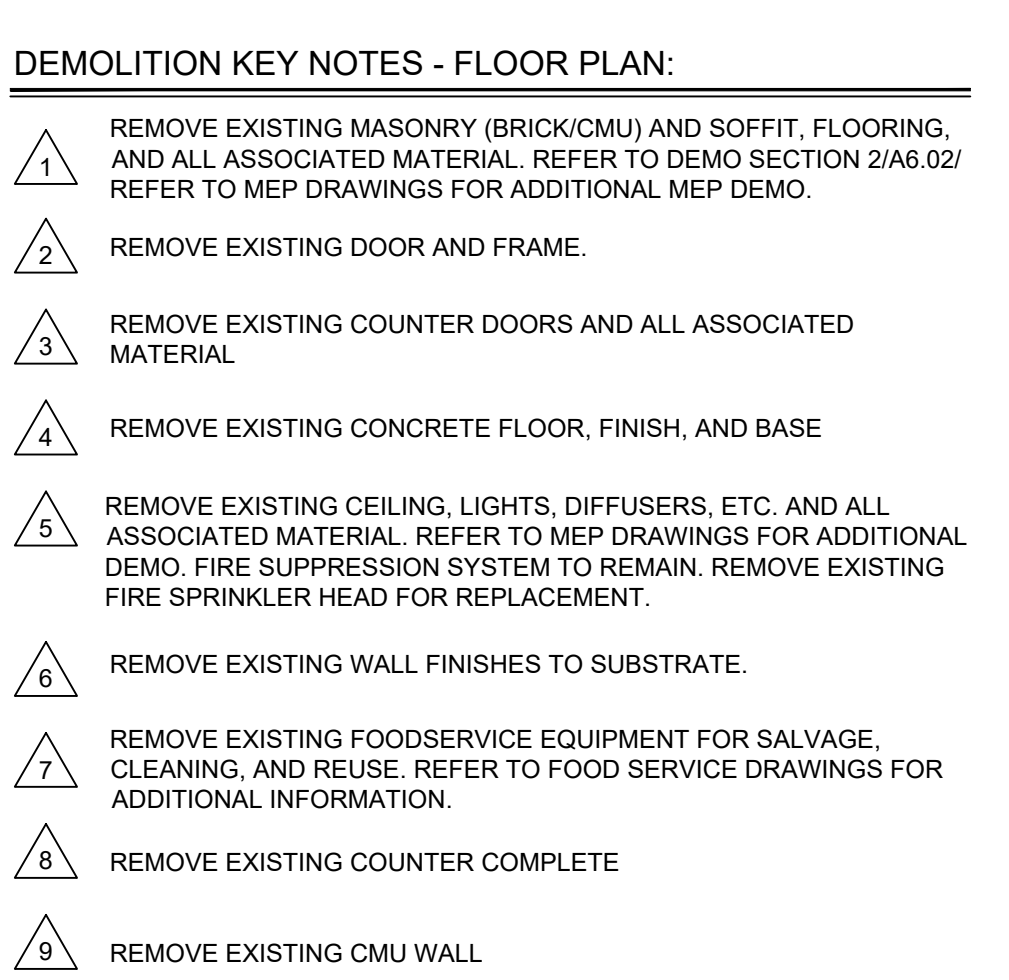 DEMOLITION KEY NOTES - FLOOR PLAN:
1
REMOVE EXISTING MASONRY (BRICK/CMU) AND SOFFIT, FLOORING,
AND ALL ASSOCIATED MATERIAL. REFER TO DEMO SECTION 2/A6.02/
REFER TO MEP DRAWINGS FOR ADDITIONAL MEP DEMO.
2
REMOVE EXISTING DOOR AND FRAME.
3
REMOVE EXISTING COUNTER DOORS AND ALL ASSOCIATED
MATERIAL
4
REMOVE EXISTING CONCRETE FLOOR, FINISH, AND BASE
5
REMOVE EXISTING CEILING, LIGHTS, DIFFUSERS, ETC. AND ALL
ASSOCIATED MATERIAL. REFER TO MEP DRAWINGS FOR ADDITIONAL
DEMO. FIRE SUPPRESSION SYSTEM TO REMAIN. REMOVE EXISTING
FIRE SPRINKLER HEAD FOR REPLACEMENT.
6
REMOVE EXISTING WALL FINISHES TO SUBSTRATE.
7
REMOVE EXISTING FOODSERVICE EQUIPMENT FOR SALVAGE,
CLEANING, AND REUSE. REFER TO FOOD SERVICE DRAWINGS FOR
ADDITIONAL INFORMATION.
8
REMOVE EXISTING COUNTER COMPLETE
9
REMOVE EXISTING CMU WALL